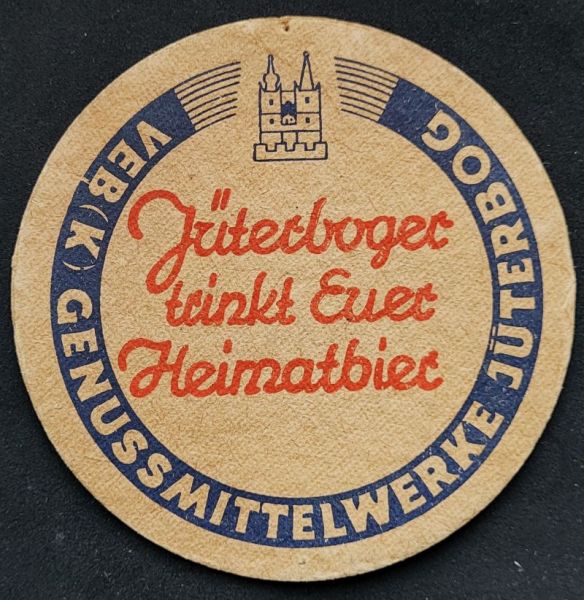 VEB (K) GENUSSMITTELWERKE JÜTERBOG
Jüterboger
trinkt Euer
Heimatbier